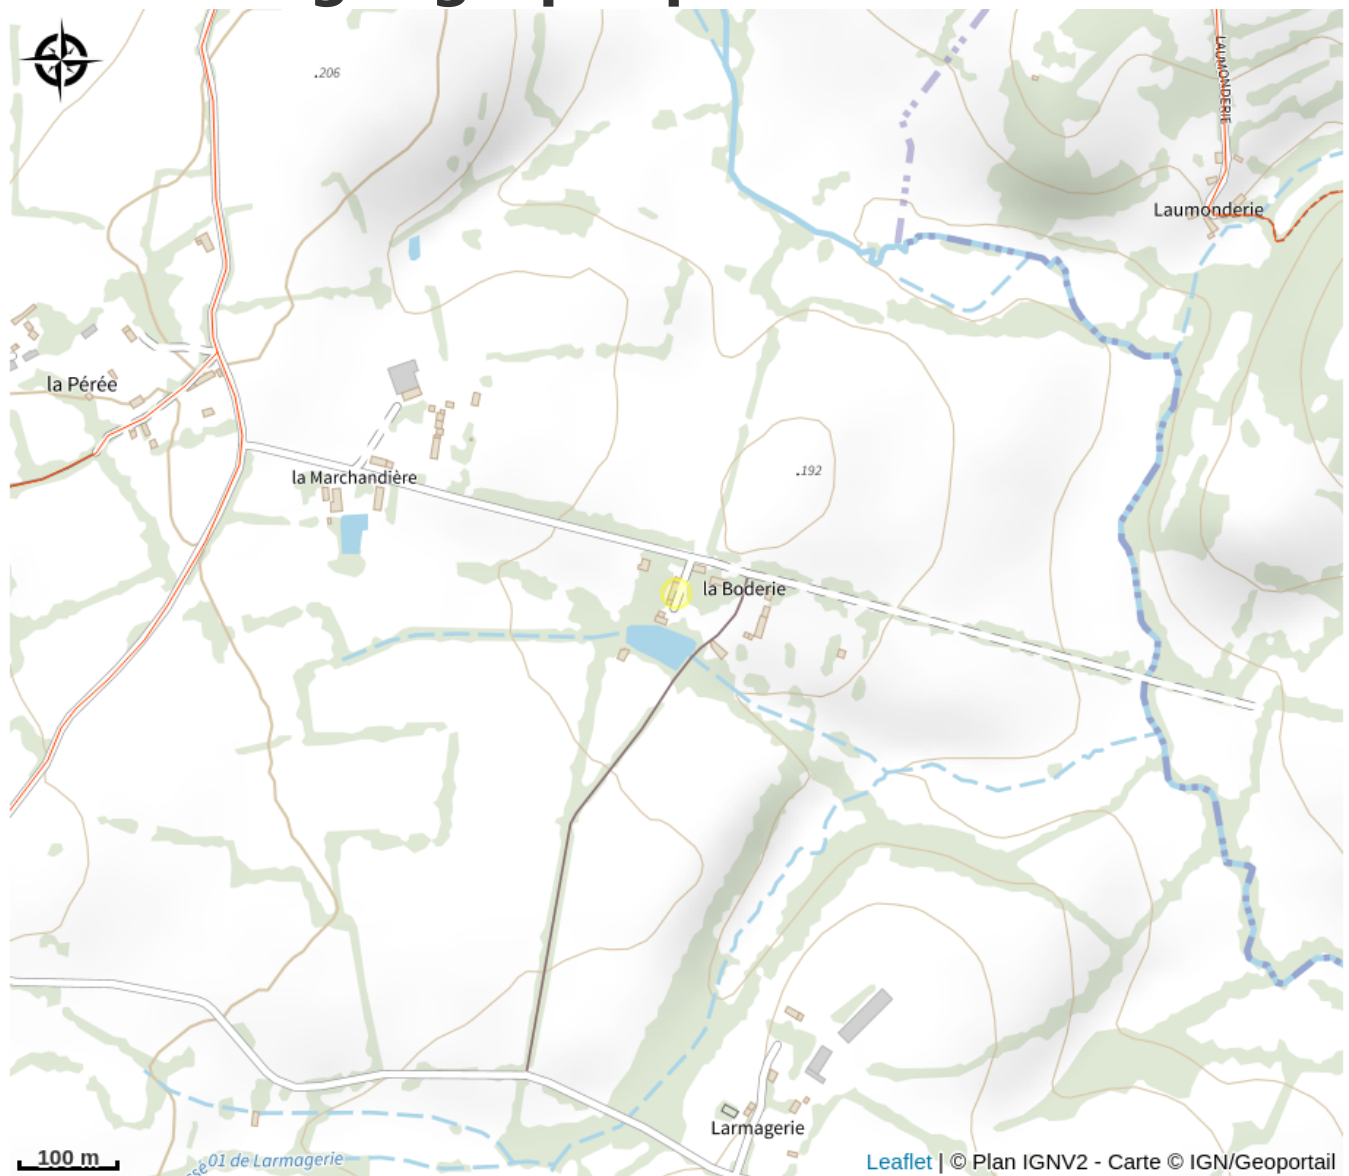 .206
LAUMONDERIE
Laumonderie
la Pérée
.192
la Marchandière
la Boderie
Larmagerie
01 de Larmagerie
100 m
Leaflet | © Plan IGNV2 - Carte © IGN/Geoportail